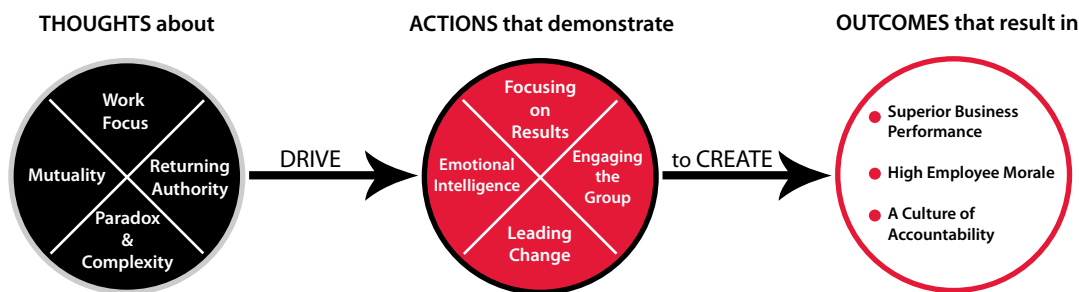 THOUGHTS about
Work
Focus
Mutuality
Returning
Authority
Paradox
&
Complexity
DRIVE
ACTIONS that demonstrate
Focusing
on
Results
Emotional
Intelligence
Engaging
the
Group
Leading
Change
to CREATE
OUTCOMES that result in
Superior Business
Performance
High Employee Morale
A Culture of
Accountability